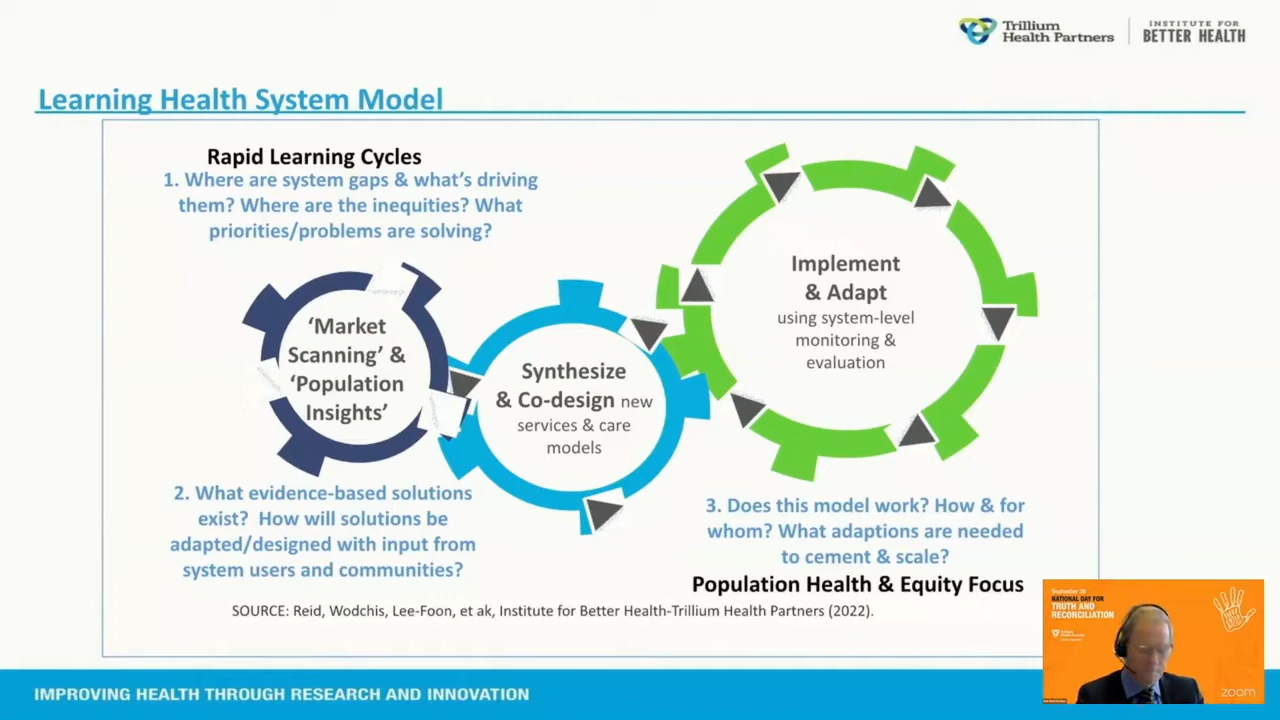 Trillium
Health Partners
INSTITUTE FOR
BETTER HEALTH
Learning Health System Model
Rapid Learning Cycles
1. Where are system gaps & what's driving
them? Where are the inequities? What
priorities/problems are solving?
'Market
Scanning' &
'Population
Insights'
Synthesize
& Co-design new
services & care
models
Implement
& Adapt
using system-level
monitoring &
evaluation
2. What evidence-based solutions
exist?  How will solutions be
adapted/designed with input from
system users and communities?
3. Does this model work? How & for
whom? What adaptions are needed
to cement & scale?
Population Health & Equity Focus
SOURCE: Reid, Wodchis, Lee-Foon, et ak, Institute for Better Health-Trillium Health Partners (2022).
September 30
NATIONAL DAY FOR
TRUTH AND
RECONCILIATION
Trillium
Health Partners
zoom
IMPROVING HEALTH THROUGH RESEARCH AND INNOVATION